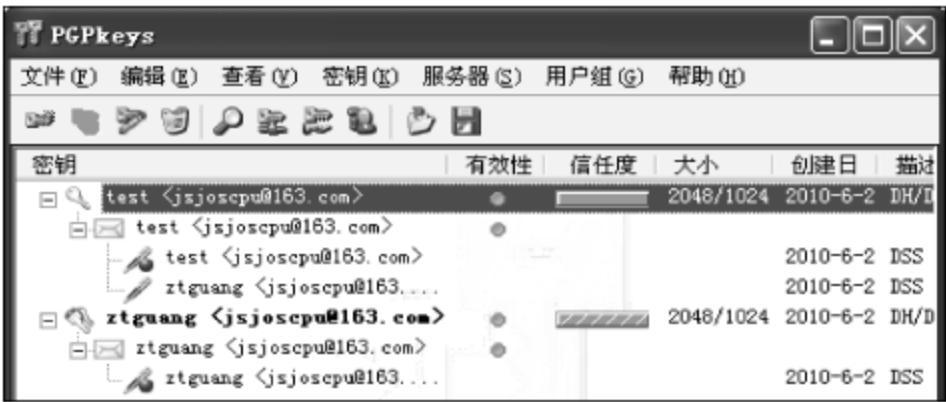 PGPkeys
文件(F) 编辑(E) 查看(V) 密钥(K) 服务器(S) 用户组(G) 帮助(H)
密钥 有效性 信任度 大小 创建日 描述
test <jsjoscpu@163.com> 2048/1024 2010-6-2 DH/D
test <jsjoscpu@163.com>
test <jsjoscpu@163.com> 2010-6-2 DSS
ztguang <jsjoscpu@163.... 2010-6-2 DSS
ztguang <jsjoscpu@163.com> 2048/1024 2010-6-2 DH/D
ztguang <jsjoscpu@163.com>
ztguang <jsjoscpu@163.... 2010-6-2 DSS